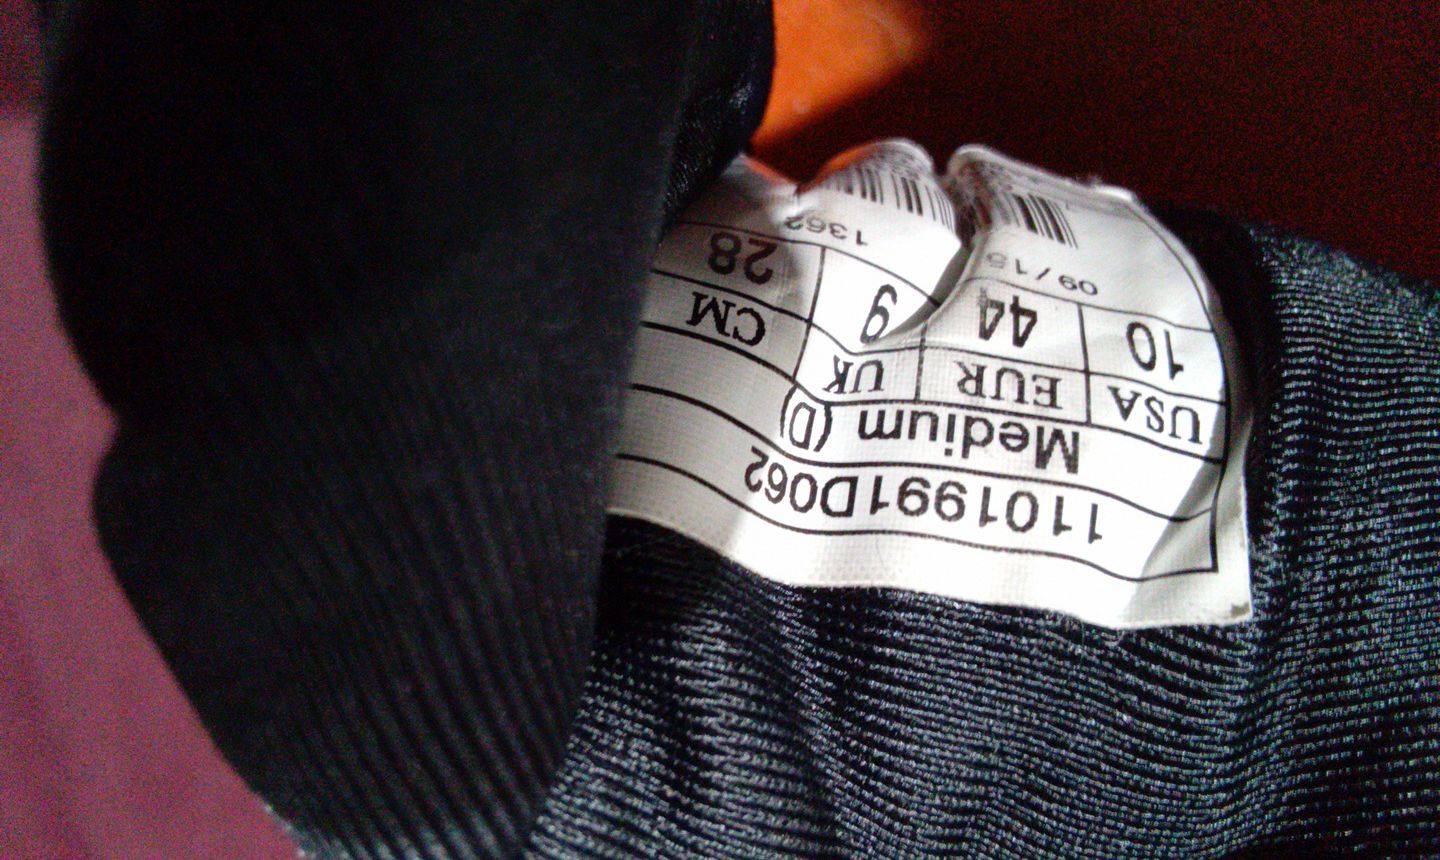 1101991D062
Medium (D)
USA EUR UK CM
10 44 9 28
09/15 1362